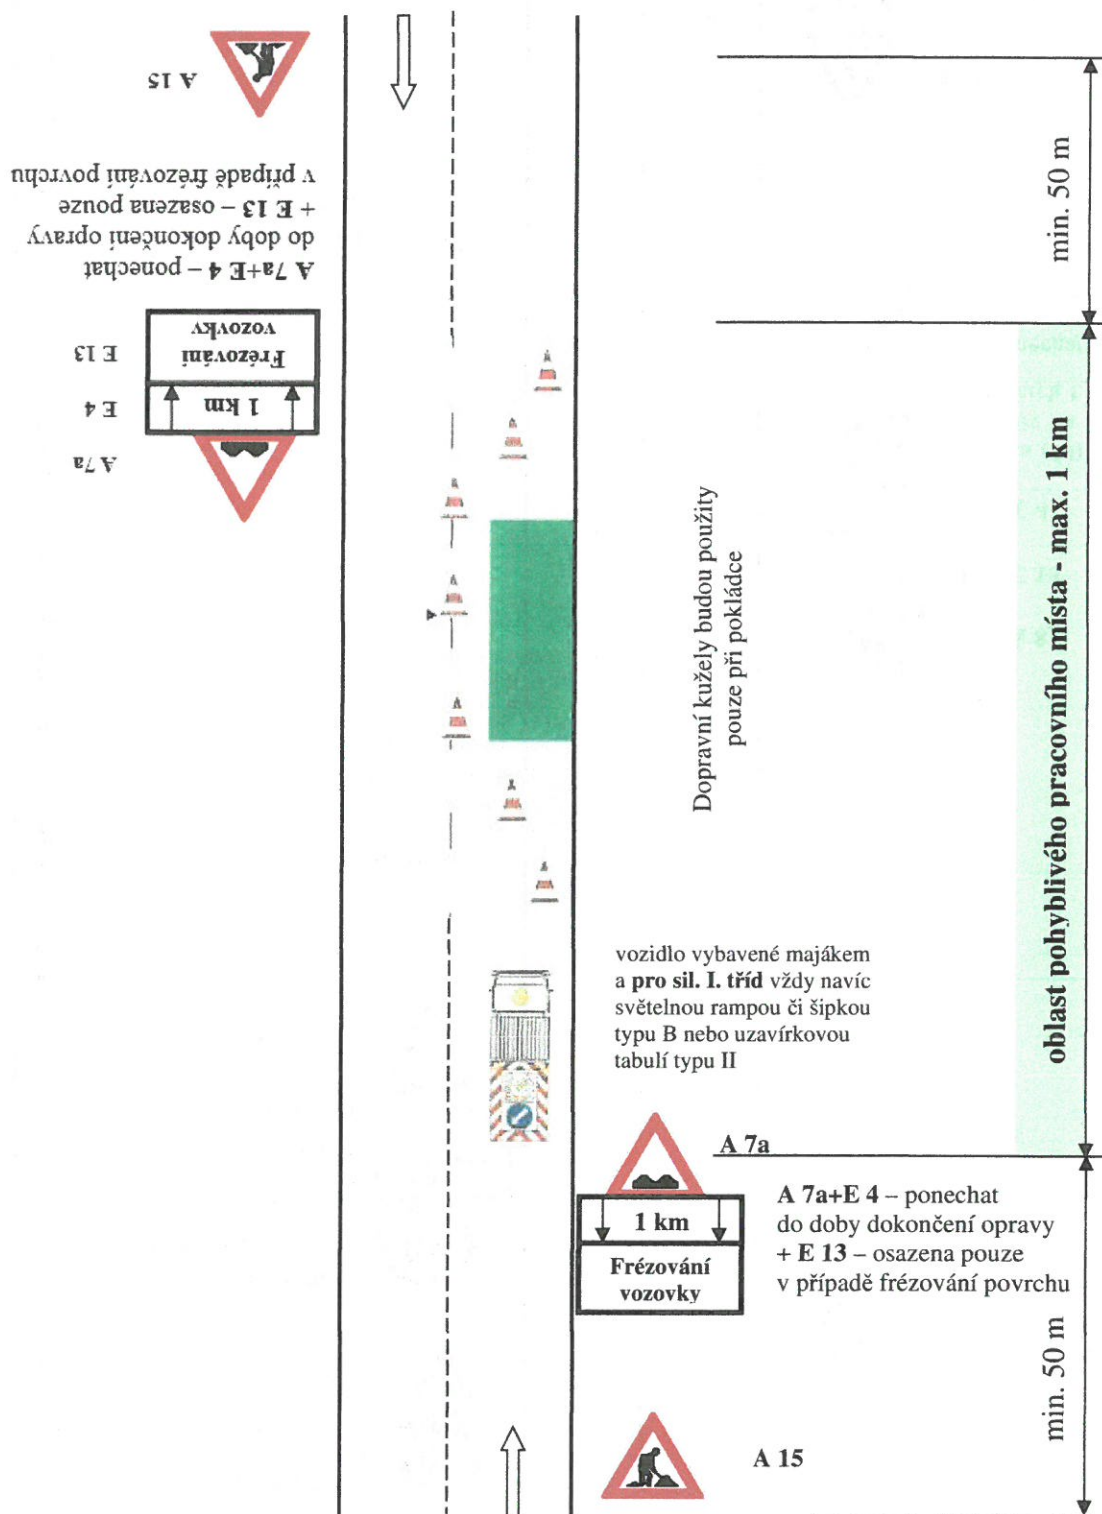 A 15
A 7a+E 4 – ponechat
do doby dokončení opravy
+ E 13 – osazena pouze
v případě frézování povrchu
A 7a
E 4
E 13
1 km
Frézování
vozovky
min. 50 m
oblast pohyblivého pracovního místa - max. 1 km
Dopravní kužely budou použity
pouze při pokládce
vozidlo vybavené majákem
a pro sil. I. tříd vždy navíc
světelnou rampou či šipkou
typu B nebo uzavírkovou
tabulí typu II
A 7a
1 km
Frézování
vozovky
A 7a+E 4 – ponechat
do doby dokončení opravy
+ E 13 – osazena pouze
v případě frézování povrchu
min. 50 m
A 15